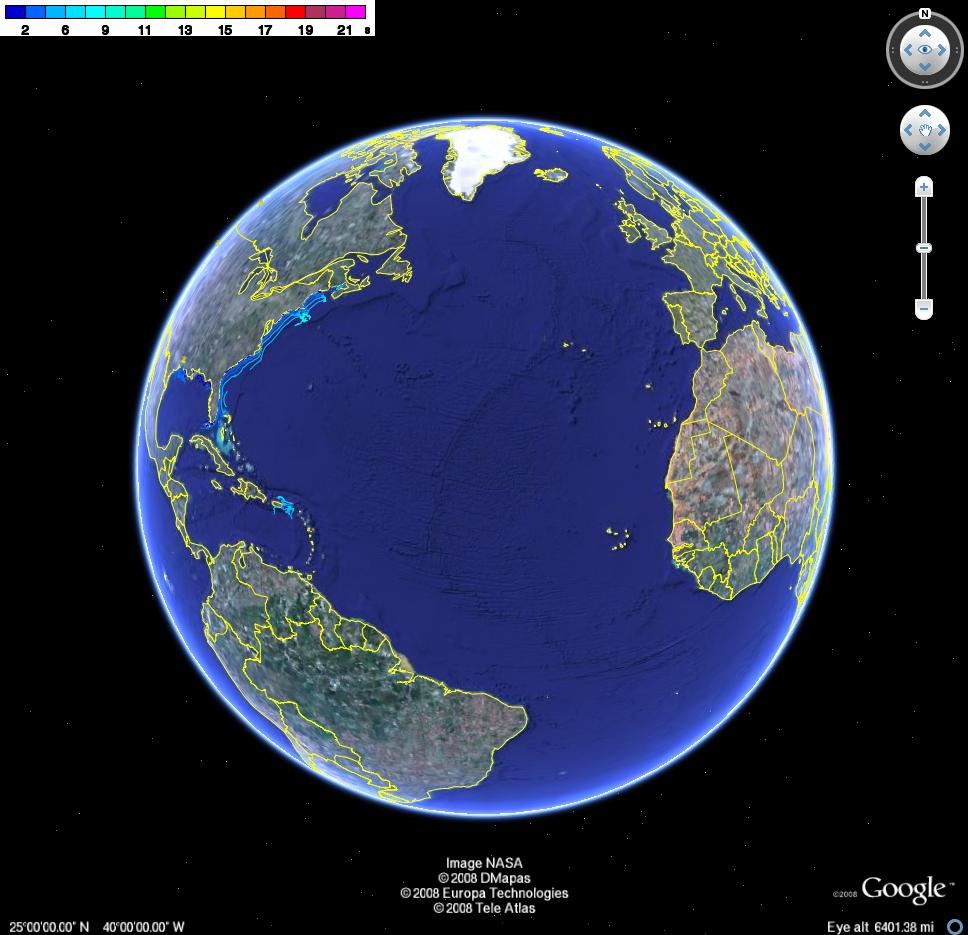 2 6 9 11 13 15 17 19 21
N
Image NASA
© 2008 DMapas
© 2008 Europa Technologies
© 2008 Tele Atlas
©2008 Google™
25°00'00.00" N 40°00'00.00" W
Eye alt 6401.38 mi